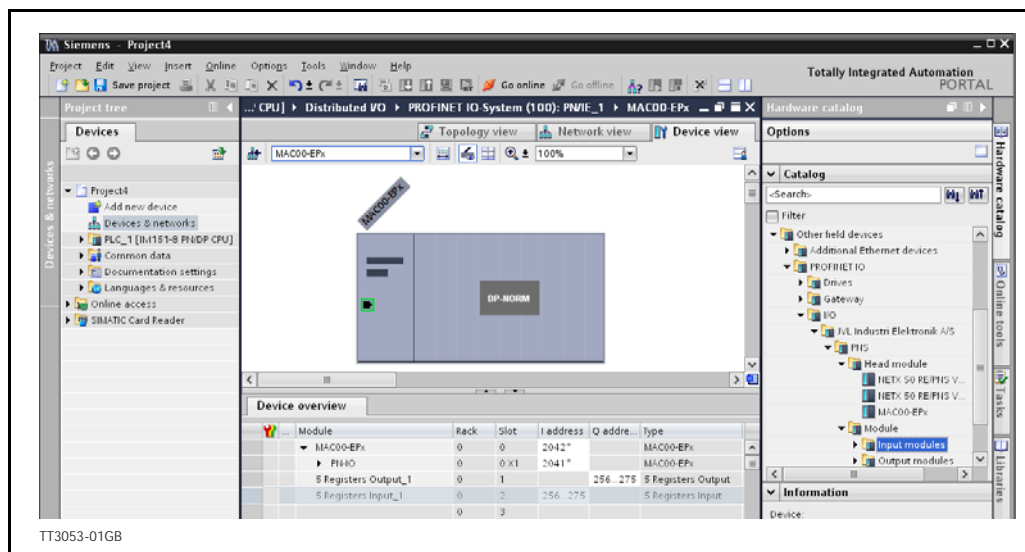 Siemens - Project4
Project Edit View Insert Online Options Tools Window Help
Totally Integrated Automation
PORTAL
Save project
Go online
Go offline
Project tree
...' CPU] ▸ Distributed I/O ▸ PROFINET IO-System (100): PN/IE_1 ▸ MAC00-EPx
Hardware catalog
Devices
Topology view
Network view
Device view
Options
MAC00-EPx
100%
Catalog
<Search>
Filter
Project4
Add new device
Devices & networks
PLC_1 [IM151-8 PN/DP CPU]
Common data
Documentation settings
Languages & resources
Online access
SIMATIC Card Reader
MAC00-EPx
DP-NORM
Other field devices
Additional Ethernet devices
PROFINET IO
Drives
Gateway
I/O
JVL Industri Elektronik A/S
PNS
Head module
NETX 50 RE/PNS V...
NETX 50 RE/PNS V...
MAC00-EPx
Module
Input modules
Output modules
Information
Device:
Devices & networks
Hardware catalog
Online tools
Tasks
Libraries
Device overview
... Module Rack Slot I address Q addre... Type
MAC00-EPx 0 0 2042* MAC00-EPx
PN-IO 0 0 X1 2041* MAC00-EPx
5 Registers Output_1 0 1 256...275 5 Registers Output
5 Registers Input_1 0 2 256...275 5 Registers Input
0 3
TT3053-01GB